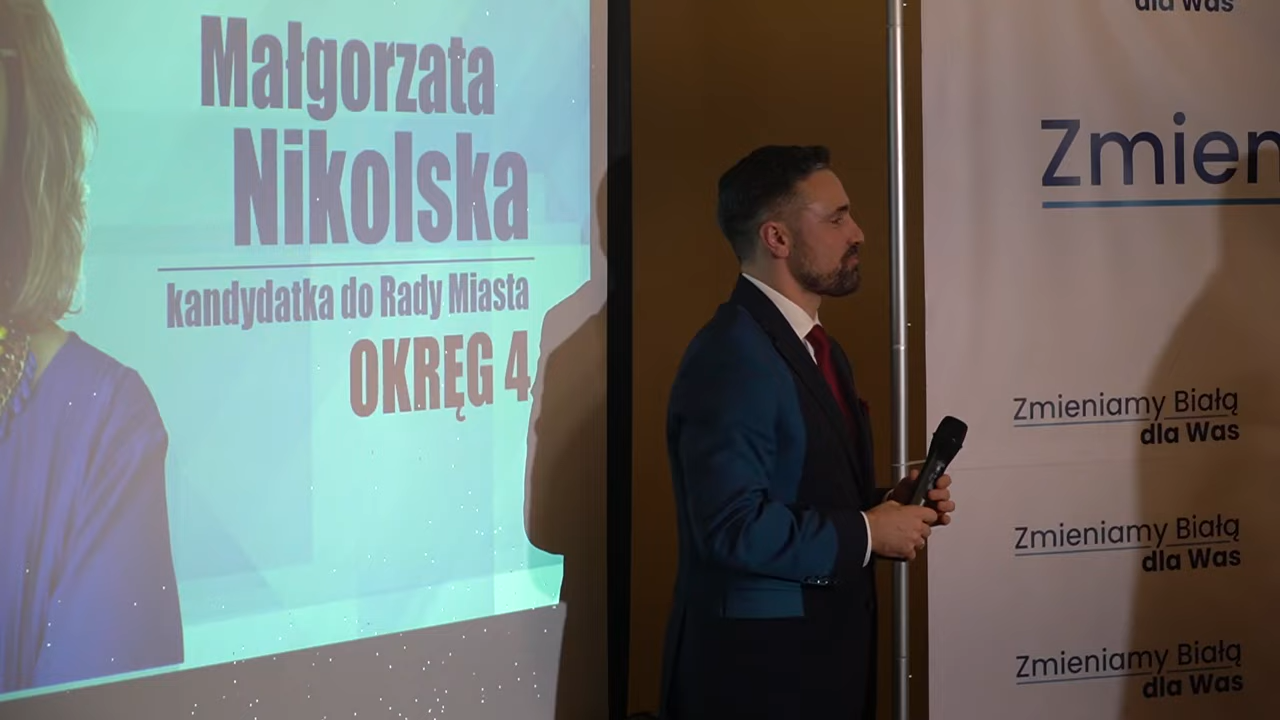 Małgorzata
Nikolska
kandydatka do Rady Miasta
OKRĘG 4
dla Was
Zmien
Zmieniamy Białą
dla Was
Zmieniamy Białą
dla Was
Zmieniamy Białą
dla Was